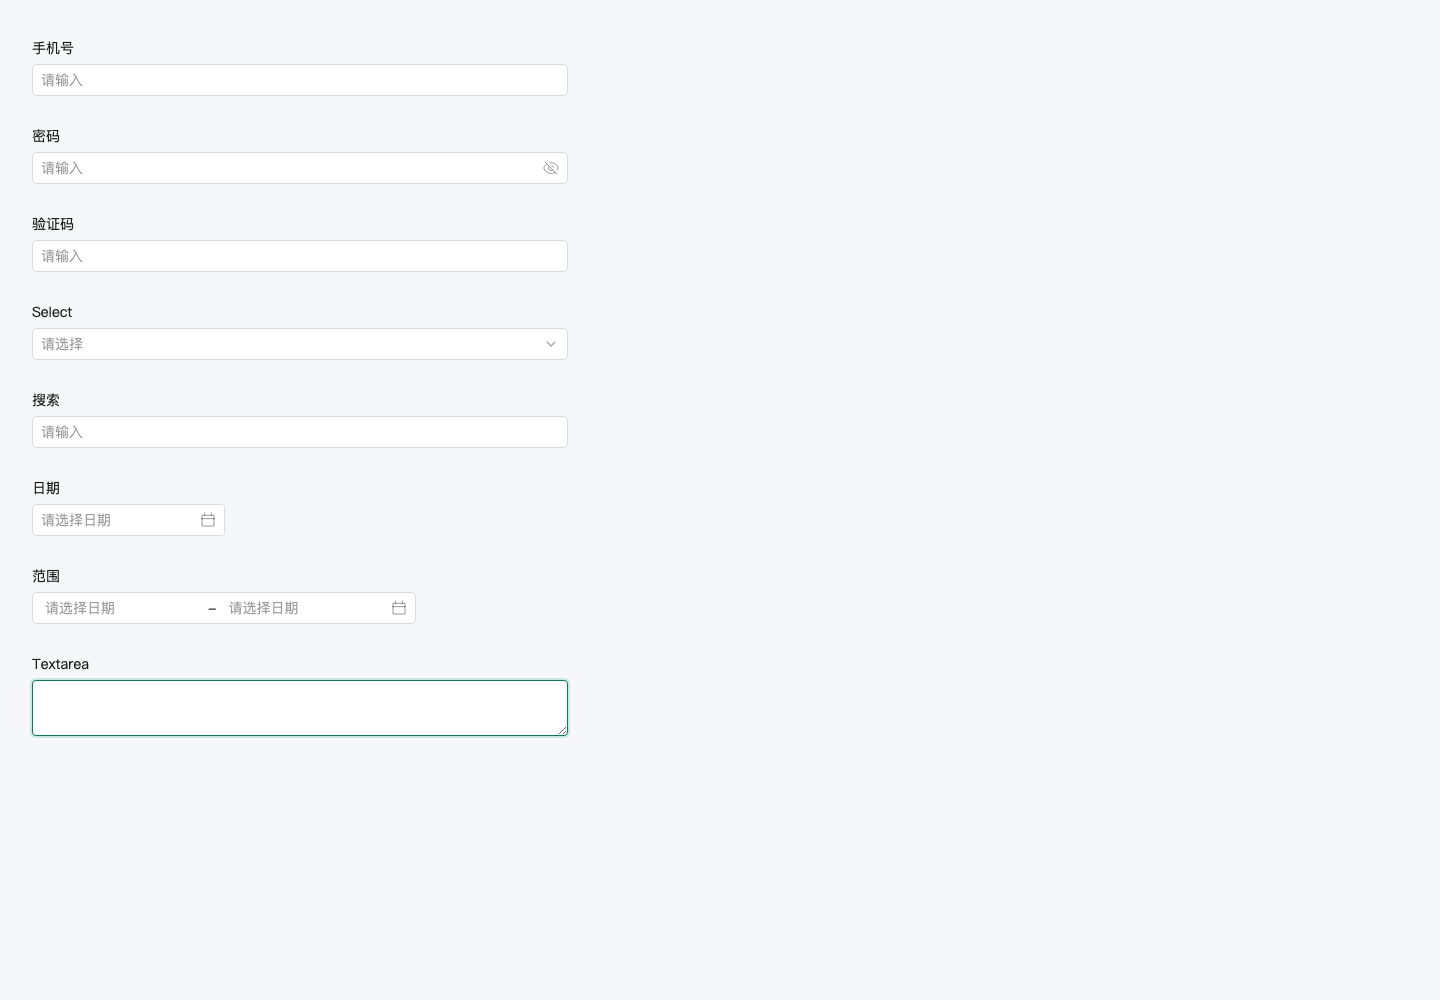 手机号
请输入
密码
请输入
验证码
请输入
Select
请选择
搜索
请输入
日期
请选择日期
范围
请选择日期 – 请选择日期
Textarea